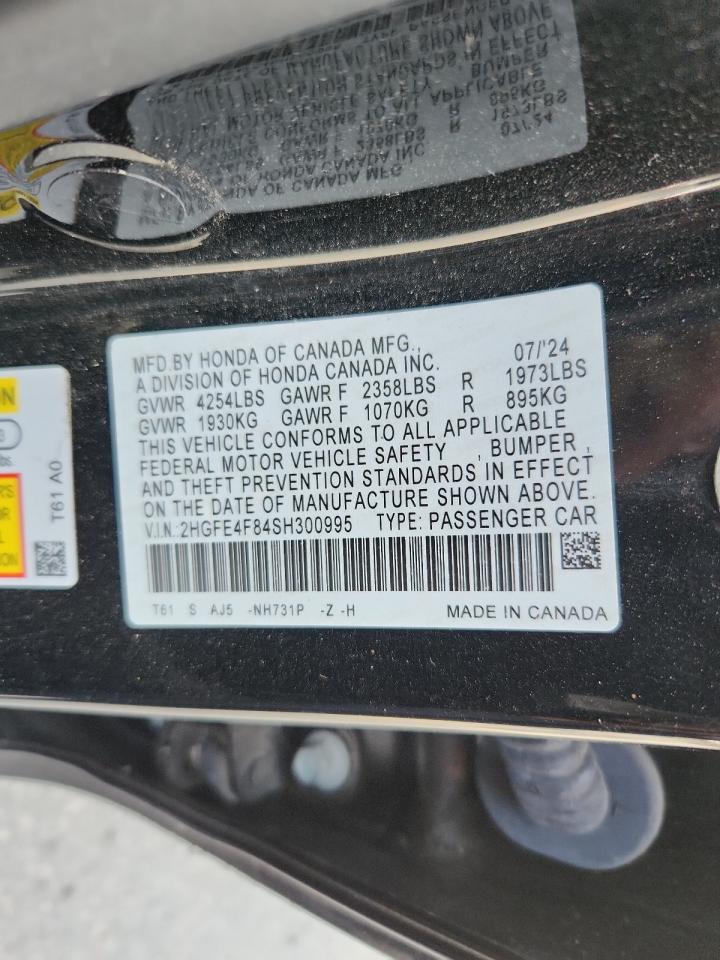 MFD.BY HONDA OF CANADA MFG., 07/'24
A DIVISION OF HONDA CANADA INC.
GVWR 4254LBS GAWR F 2358LBS R 1973LBS
GVWR 1930KG GAWR F 1070KG R 895KG
THIS VEHICLE CONFORMS TO ALL APPLICABLE
FEDERAL MOTOR VEHICLE SAFETY , BUMPER ,
AND THEFT PREVENTION STANDARDS IN EFFECT
ON THE DATE OF MANUFACTURE SHOWN ABOVE.
V.I.N.:2HGFE4F84SH300995 TYPE: PASSENGER CAR
T61 S AJ5 -NH731P -Z -H MADE IN CANADA
T61 A0